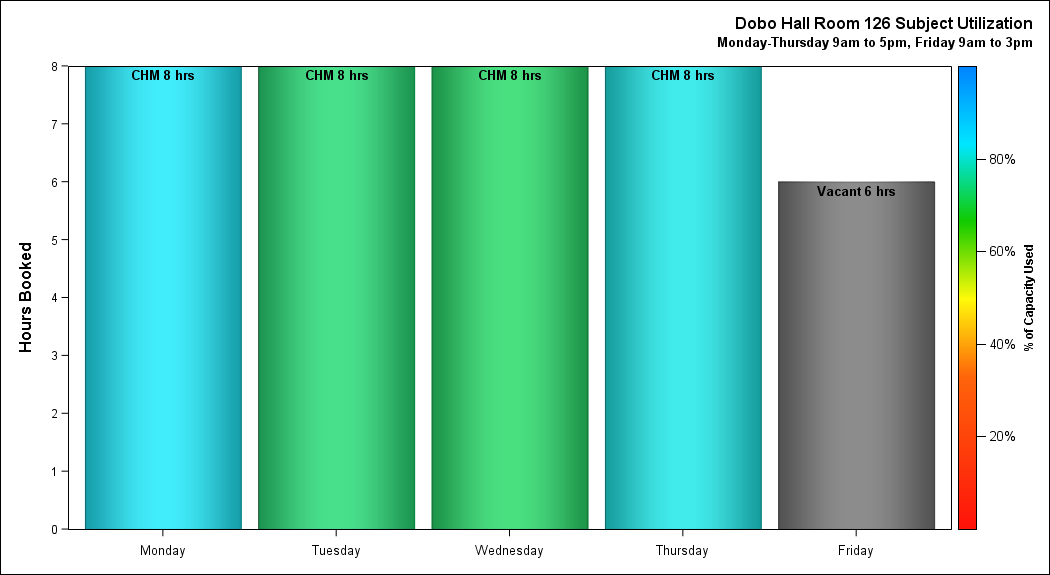 Dobo Hall Room 126 Subject Utilization
Monday-Thursday 9am to 5pm, Friday 9am to 3pm
CHM 8 hrs
CHM 8 hrs
CHM 8 hrs
CHM 8 hrs
Vacant 6 hrs
Hours Booked
8
7
6
5
4
3
2
1
0
Monday
Tuesday
Wednesday
Thursday
Friday
80%
60%
40%
20%
% of Capacity Used